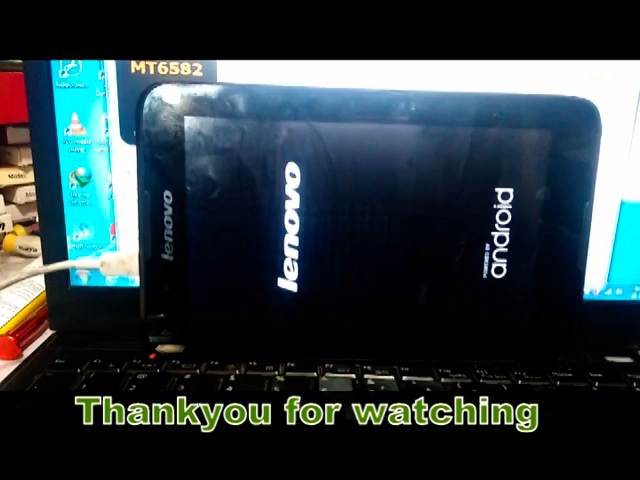 MT6582
lenovo
lenovo
POWERED BY
android
Thankyou for watching